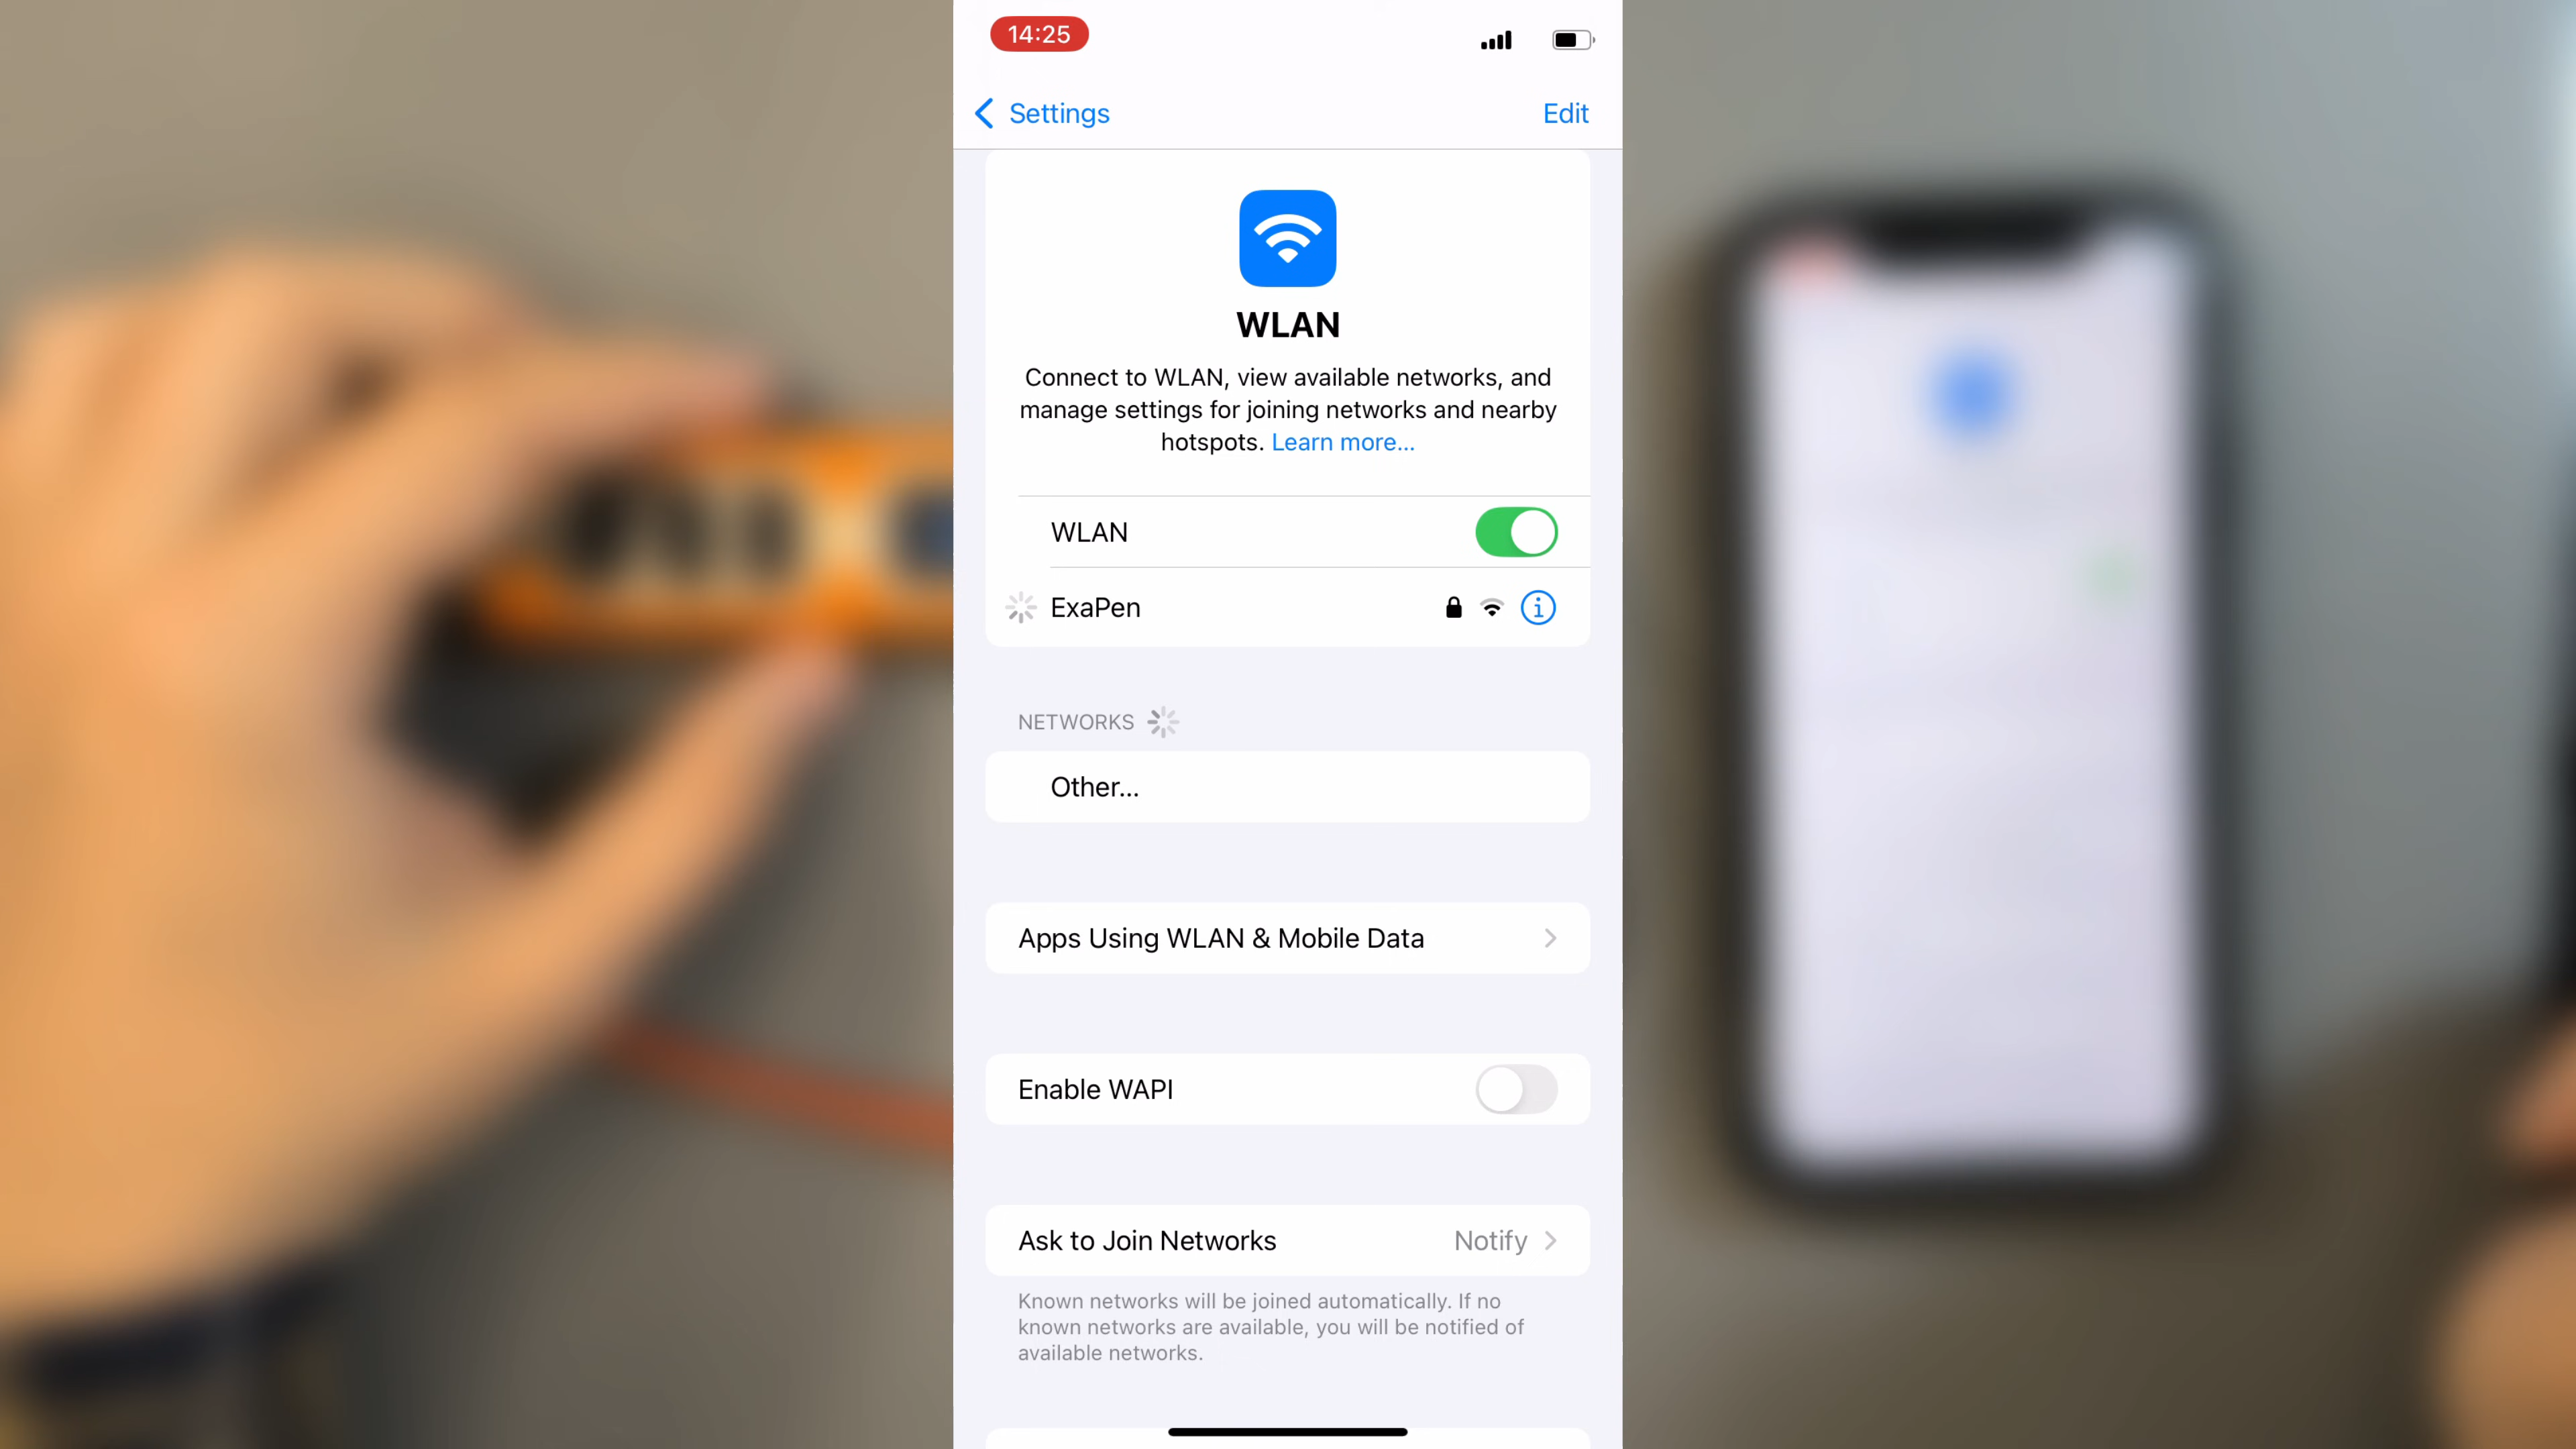 14:25
Settings
Edit
WLAN
Connect to WLAN, view available networks, and
manage settings for joining networks and nearby
hotspots. Learn more...
WLAN
ExaPen
NETWORKS
Other...
Apps Using WLAN & Mobile Data
Enable WAPI
Ask to Join Networks
Notify
Known networks will be joined automatically. If no
known networks are available, you will be notified of
available networks.